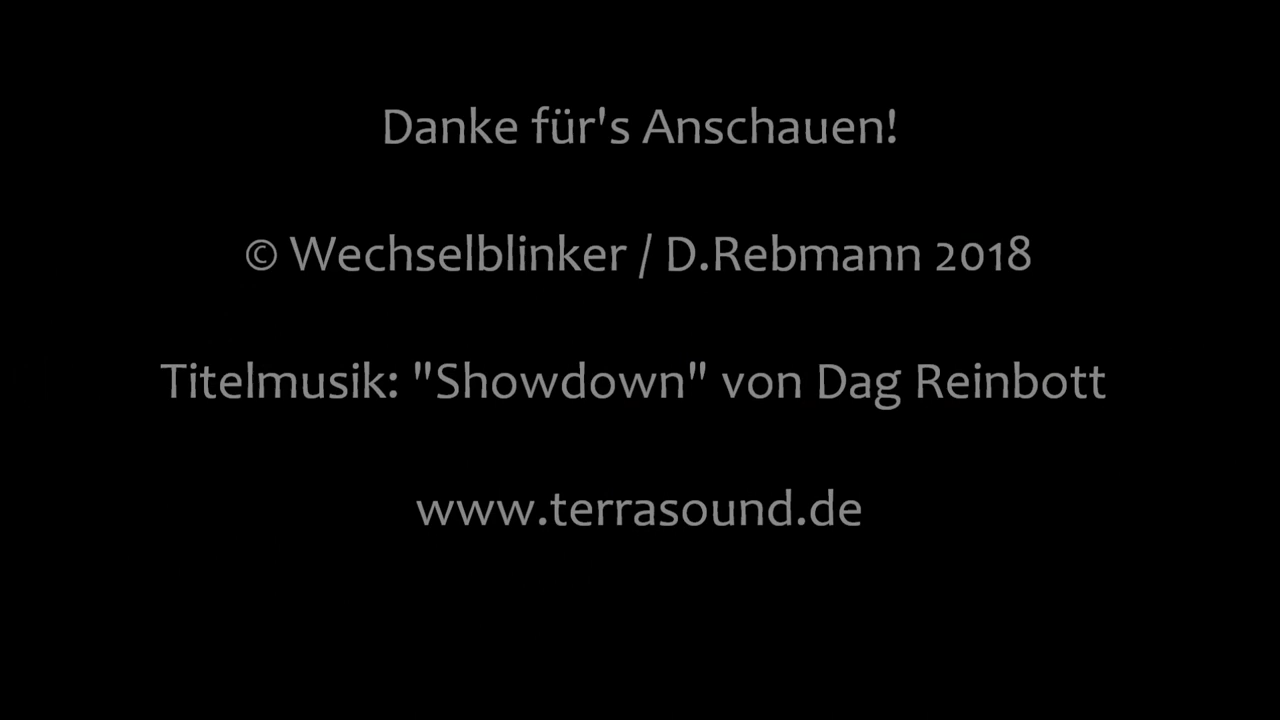 Danke für's Anschauen!
© Wechselblinker / D.Rebmann 2018
Titelmusik: "Showdown" von Dag Reinbott
www.terrasound.de